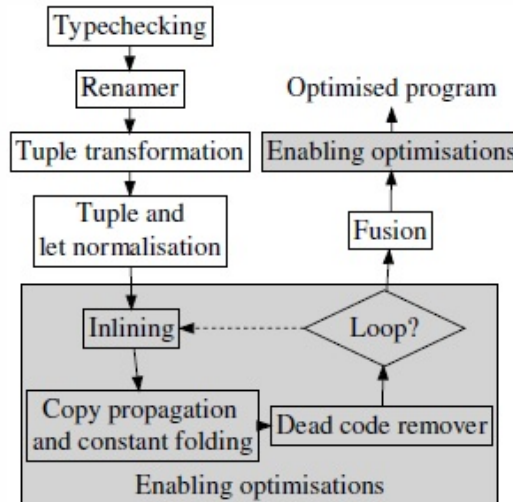 Typechecking
Renamer
Tuple transformation
Tuple and
let normalisation
Optimised program
Enabling optimisations
Fusion
Inlining
Loop?
Copy propagation
and constant folding
Dead code remover
Enabling optimisations